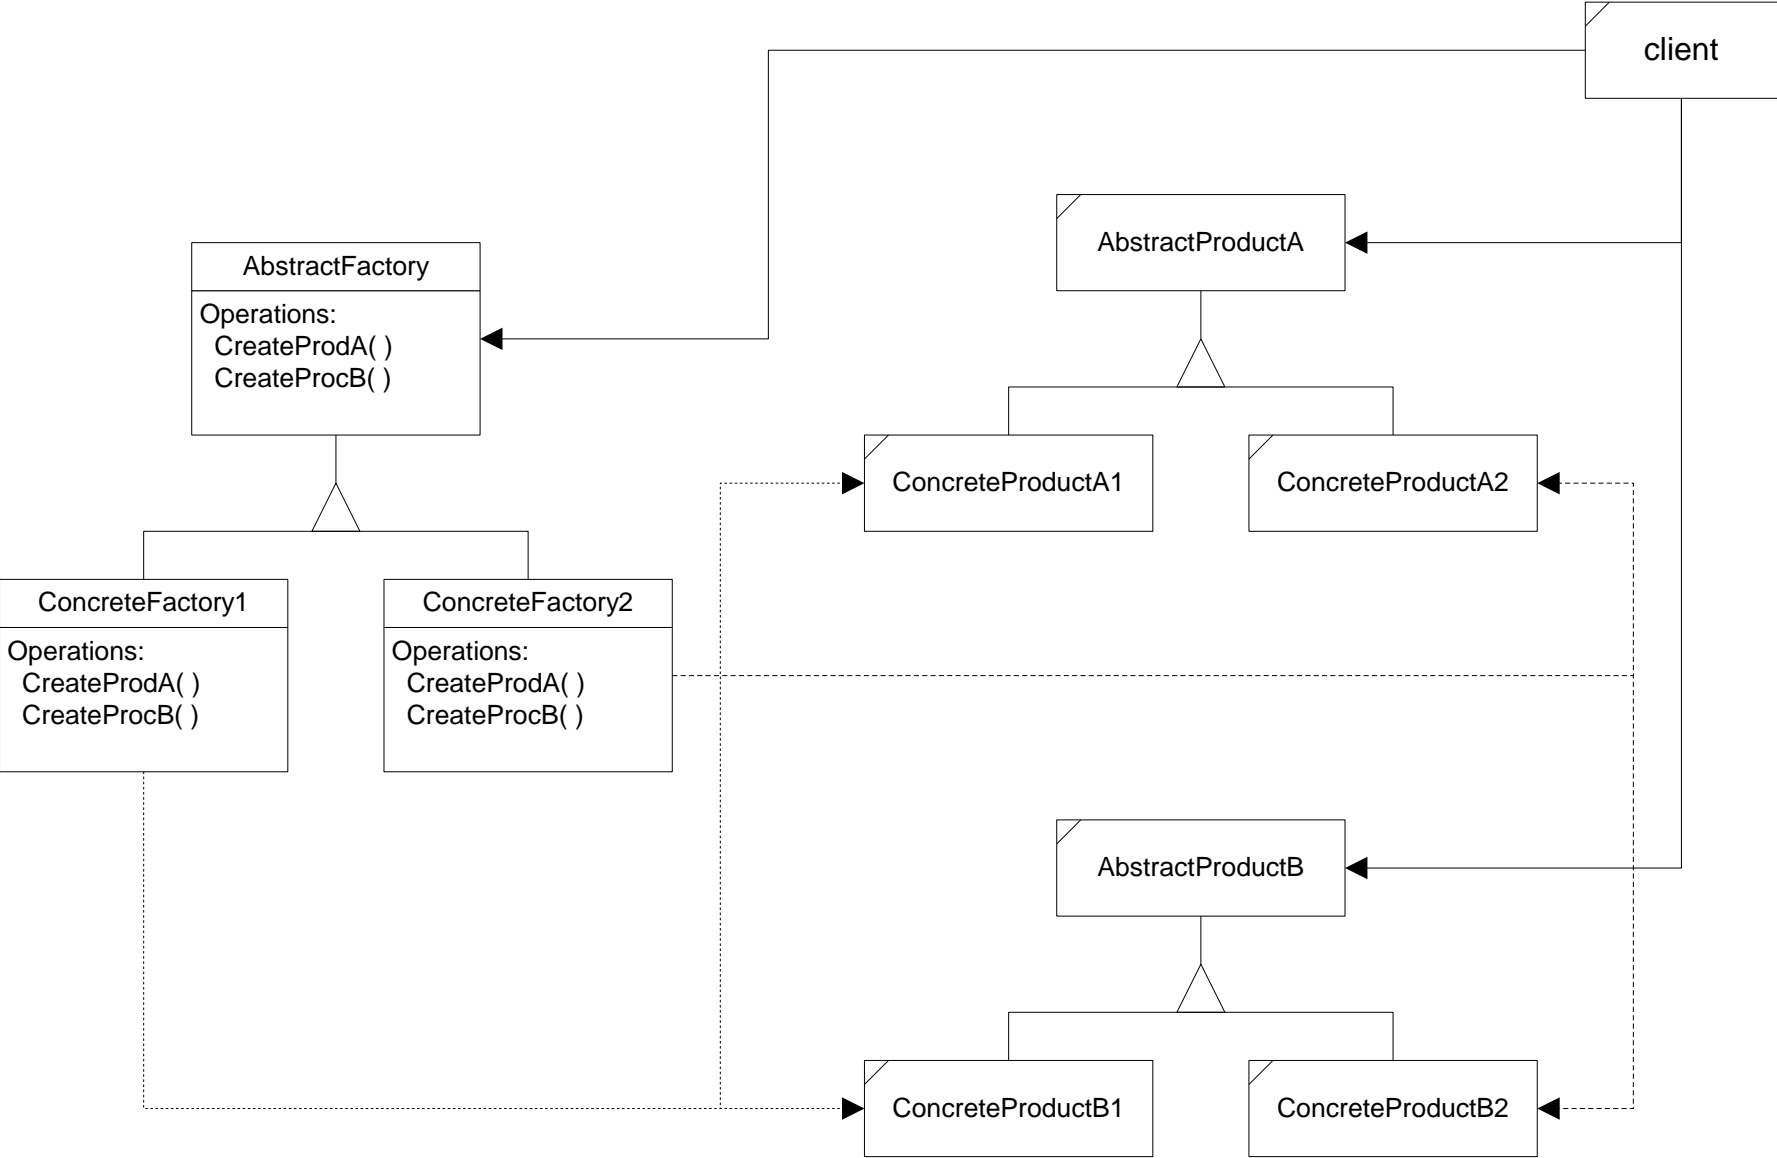 client
AbstractProductA
AbstractFactory
Operations:
CreateProdA( )
CreateProcB( )
ConcreteProductA1
ConcreteProductA2
ConcreteFactory1
Operations:
CreateProdA( )
CreateProcB( )
ConcreteFactory2
Operations:
CreateProdA( )
CreateProcB( )
AbstractProductB
ConcreteProductB1
ConcreteProductB2